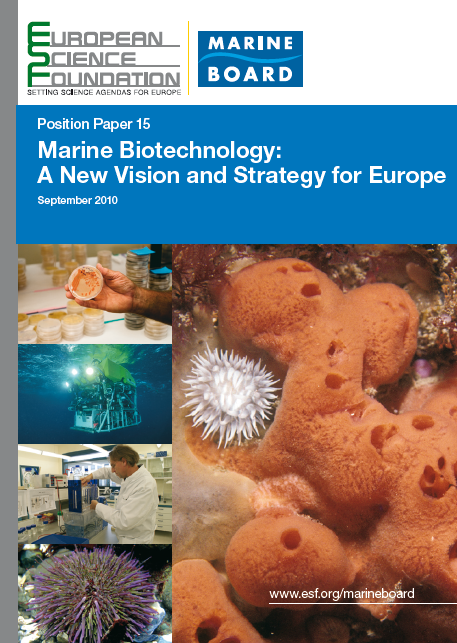 EUROPEAN
SCIENCE
FOUNDATION
SETTING SCIENCE AGENDAS FOR EUROPE
MARINE
BOARD
Position Paper 15
Marine Biotechnology:
A New Vision and Strategy for Europe
September 2010
www.esf.org/marineboard